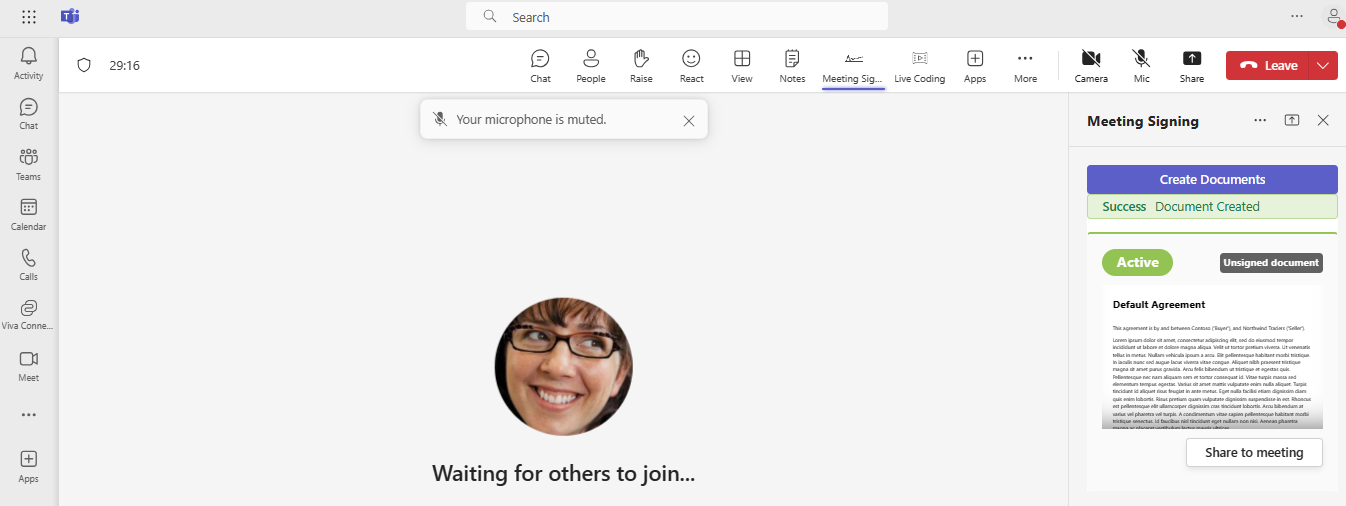 Search
Activity
Chat
Teams
Calendar
Calls
Viva Conne...
Meet
Apps
29:16
Chat
People
Raise
React
View
Notes
Meeting Sig...
Live Coding
Apps
More
Camera
Mic
Share
Leave
Your microphone is muted.
Waiting for others to join...
Meeting Signing
Create Documents
Success Document Created
Active
Unsigned document
Default Agreement
This agreement is by and between Contoso ("Buyer"), and Northwind Traders ("Seller").
Lorem ipsum dolor sit amet, consectetur adipiscing elit, sed do eiusmod tempor
incididunt ut labore et dolore magna aliqua. Velit ut tortor pretium viverra. Ut venenatis
tellus in metus. Nullam vehicula ipsum a arcu. Elit pellentesque habitant morbi tristique.
In iaculis nunc sed augue lacus viverra vitae congue. Aliquet nibh praesent tristique
magna sit amet purus gravida. Arcu felis bibendum ut tristique et egestas quis.
Pellentesque nec nam aliquam sem et tortor consequat id. Vitae turpis massa sed
elementum tempus egestas. Varius sit amet mattis vulputate enim nulla aliquet. Turpis
tincidunt id aliquet risus feugiat in ante metus. Eget nulla facilisi etiam dignissim diam
quis enim lobortis. Risus pretium quam vulputate dignissim suspendisse in est. Rhoncus
est pellentesque elit ullamcorper dignissim cras tincidunt lobortis. Arcu bibendum at
varius vel pharetra vel turpis. A condimentum vitae sapien pellentesque habitant morbi
tristique senectus. Id faucibus nisl tincidunt eget nullam non nisi. Aenean pharetra
Share to meeting